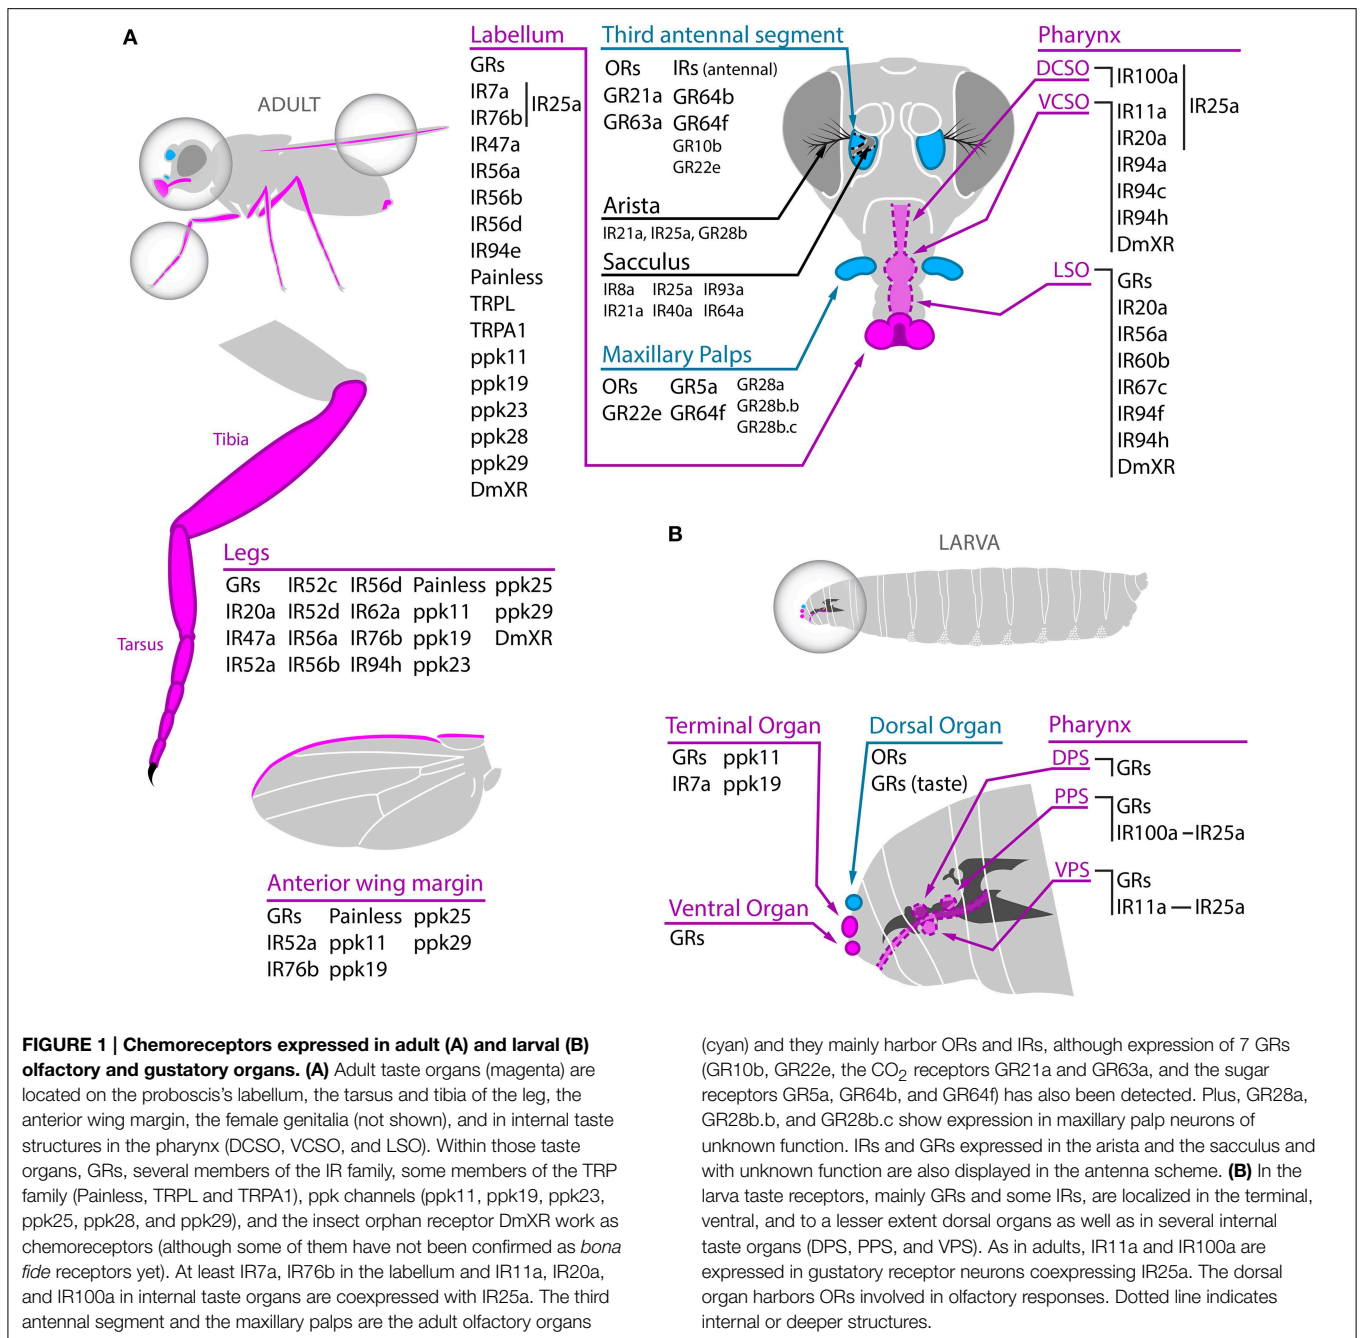 A
ADULT
Labellum
GRs
IR7a
IR76b
IR25a
IR47a
IR56a
IR56b
IR56d
IR94e
Painless
TRPL
TRPA1
ppk11
ppk19
ppk23
ppk28
ppk29
DmXR
Third antennal segment
ORs IRs (antennal)
GR21a GR64b
GR63a GR64f
GR10b
GR22e
Arista
IR21a, IR25a, GR28b
Sacculus
IR8a IR25a IR93a
IR21a IR40a IR64a
Maxillary Palps
ORs GR5a GR28a
GR22e GR64f GR28b.b
GR28b.c
Pharynx
DCSO
IR100a
VCSO
IR11a
IR20a
IR25a
IR94a
IR94c
IR94h
DmXR
LSO
GRs
IR20a
IR56a
IR60b
IR67c
IR94f
IR94h
DmXR
Tibia
Tarsus
Legs
GRs IR52c IR56d Painless ppk25
IR20a IR52d IR62a ppk11 ppk29
IR47a IR56a IR76b ppk19 DmXR
IR52a IR56b IR94h ppk23
Anterior wing margin
GRs Painless ppk25
IR52a ppk11 ppk29
IR76b ppk19
B
LARVA
Terminal Organ
GRs ppk11
IR7a ppk19
Dorsal Organ
ORs
GRs (taste)
Ventral Organ
GRs
Pharynx
DPS
GRs
PPS
GRs
IR100a – IR25a
VPS
GRs
IR11a — IR25a
FIGURE 1 | Chemoreceptors expressed in adult (A) and larval (B)
olfactory and gustatory organs. (A) Adult taste organs (magenta) are
located on the proboscis's labellum, the tarsus and tibia of the leg, the
anterior wing margin, the female genitalia (not shown), and in internal taste
structures in the pharynx (DCSO, VCSO, and LSO). Within those taste
organs, GRs, several members of the IR family, some members of the TRP
family (Painless, TRPL and TRPA1), ppk channels (ppk11, ppk19, ppk23,
ppk25, ppk28, and ppk29), and the insect orphan receptor DmXR work as
chemoreceptors (although some of them have not been confirmed as bona
fide receptors yet). At least IR7a, IR76b in the labellum and IR11a, IR20a,
and IR100a in internal taste organs are coexpressed with IR25a. The third
antennal segment and the maxillary palps are the adult olfactory organs
(cyan) and they mainly harbor ORs and IRs, although expression of 7 GRs
(GR10b, GR22e, the CO2 receptors GR21a and GR63a, and the sugar
receptors GR5a, GR64b, and GR64f) has also been detected. Plus, GR28a,
GR28b.b, and GR28b.c show expression in maxillary palp neurons of
unknown function. IRs and GRs expressed in the arista and the sacculus and
with unknown function are also displayed in the antenna scheme. (B) In the
larva taste receptors, mainly GRs and some IRs, are localized in the terminal,
ventral, and to a lesser extent dorsal organs as well as in several internal
taste organs (DPS, PPS, and VPS). As in adults, IR11a and IR100a are
expressed in gustatory receptor neurons coexpressing IR25a. The dorsal
organ harbors ORs involved in olfactory responses. Dotted line indicates
internal or deeper structures.